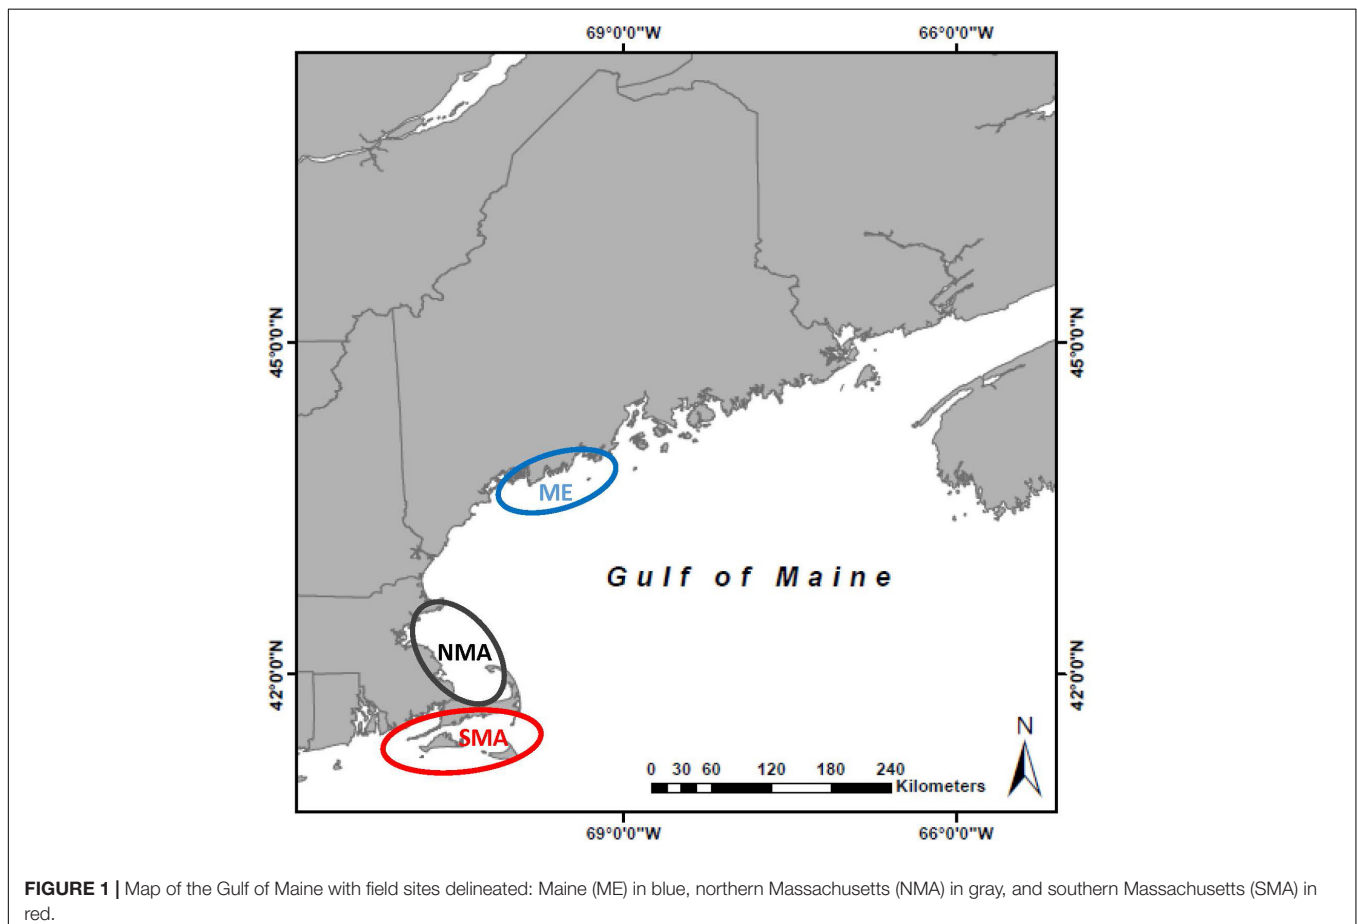 69°0'0"W 66°0'0"W
45°0'0"N 45°0'0"N
ME
Gulf of Maine
NMA
42°0'0"N 42°0'0"N
SMA
N
0 30 60 120 180 240
Kilometers
69°0'0"W 66°0'0"W
FIGURE 1 | Map of the Gulf of Maine with field sites delineated: Maine (ME) in blue, northern Massachusetts (NMA) in gray, and southern Massachusetts (SMA) in
red.